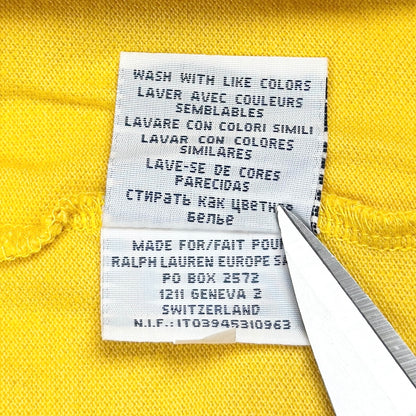 WASH WITH LIKE COLORS
LAVER AVEC COULEURS
SEMBLABLES
LAVARE CON COLORI SIMILI
LAVAR CON COLORES
SIMILARES
LAVE-SE DE CORES
PARECIDAS
Стирать как цветное
белье
MADE FOR/FAIT POUR
RALPH LAUREN EUROPE
PO BOX 2572
1211 GENEVA 2
SWITZERLAND
N.I.F.:IT03945310963